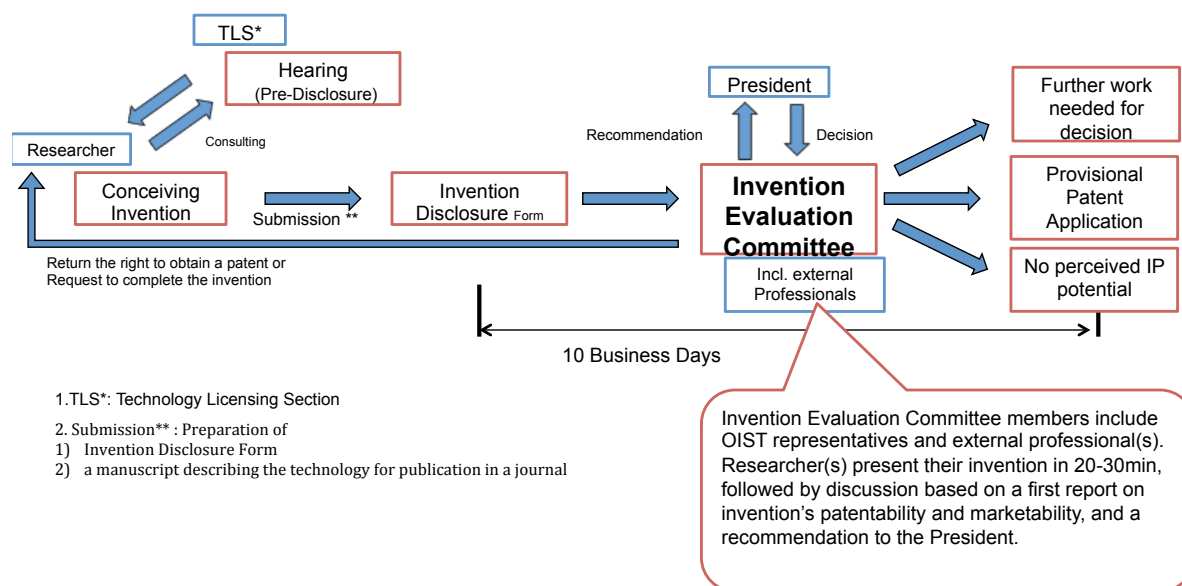 TLS*
Hearing
(Pre-Disclosure)
Consulting
Researcher
Conceiving
Invention
Submission **
Invention
Disclosure Form
President
Recommendation
Decision
Invention
Evaluation
Committee
Incl. external
Professionals
Further work
needed for
decision
Provisional
Patent
Application
No perceived IP
potential
Return the right to obtain a patent or
Request to complete the invention
10 Business Days
1.TLS*: Technology Licensing Section
2. Submission** : Preparation of
1) Invention Disclosure Form
2) a manuscript describing the technology for publication in a journal
Invention Evaluation Committee members include
OIST representatives and external professional(s).
Researcher(s) present their invention in 20-30min,
followed by discussion based on a first report on
invention's patentability and marketability, and a
recommendation to the President.